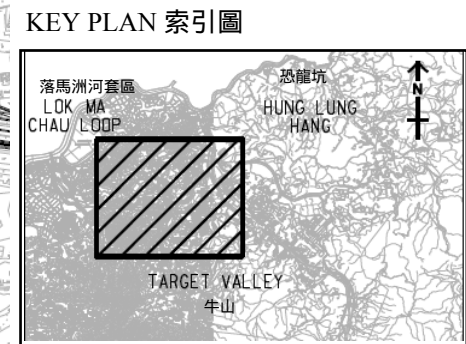 KEY PLAN 索引圖
落馬洲河套區
LOK MA
CHAU LOOP
恐龍坑
HUNG LUNG
HANG
N
TARGET VALLEY
牛山